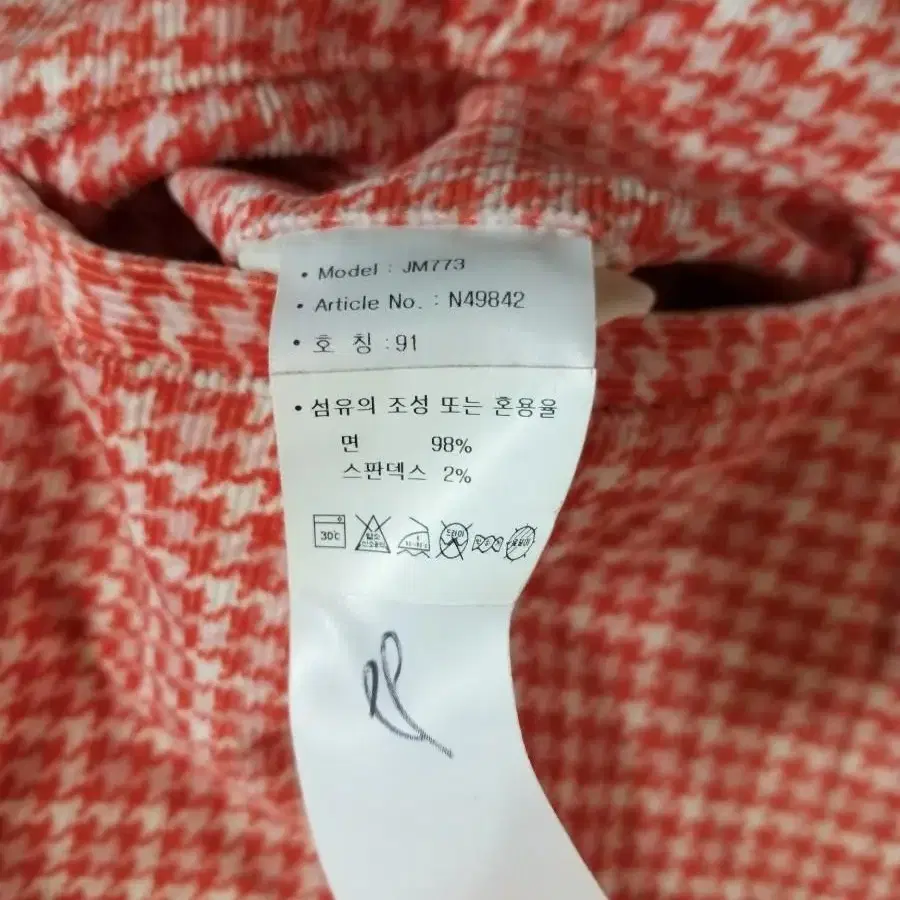 • Model : JM773
• Article No. : N49842
• 호 칭 : 91
• 섬유의 조성 또는 혼용율
면 98%
스판덱스 2%
30℃